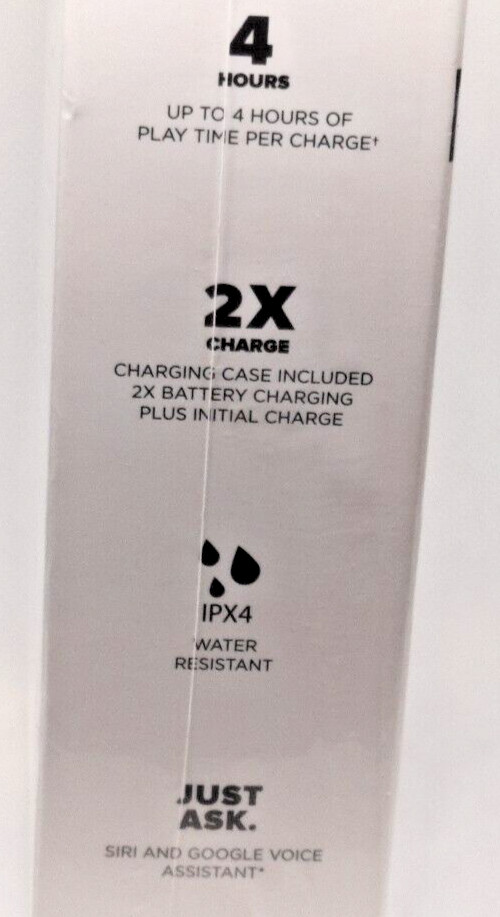 4
HOURS
UP TO 4 HOURS OF
PLAY TIME PER CHARGE†
2X
CHARGE
CHARGING CASE INCLUDED
2X BATTERY CHARGING
PLUS INITIAL CHARGE
IPX4
WATER
RESISTANT
JUST
ASK.
SIRI AND GOOGLE VOICE
ASSISTANT*